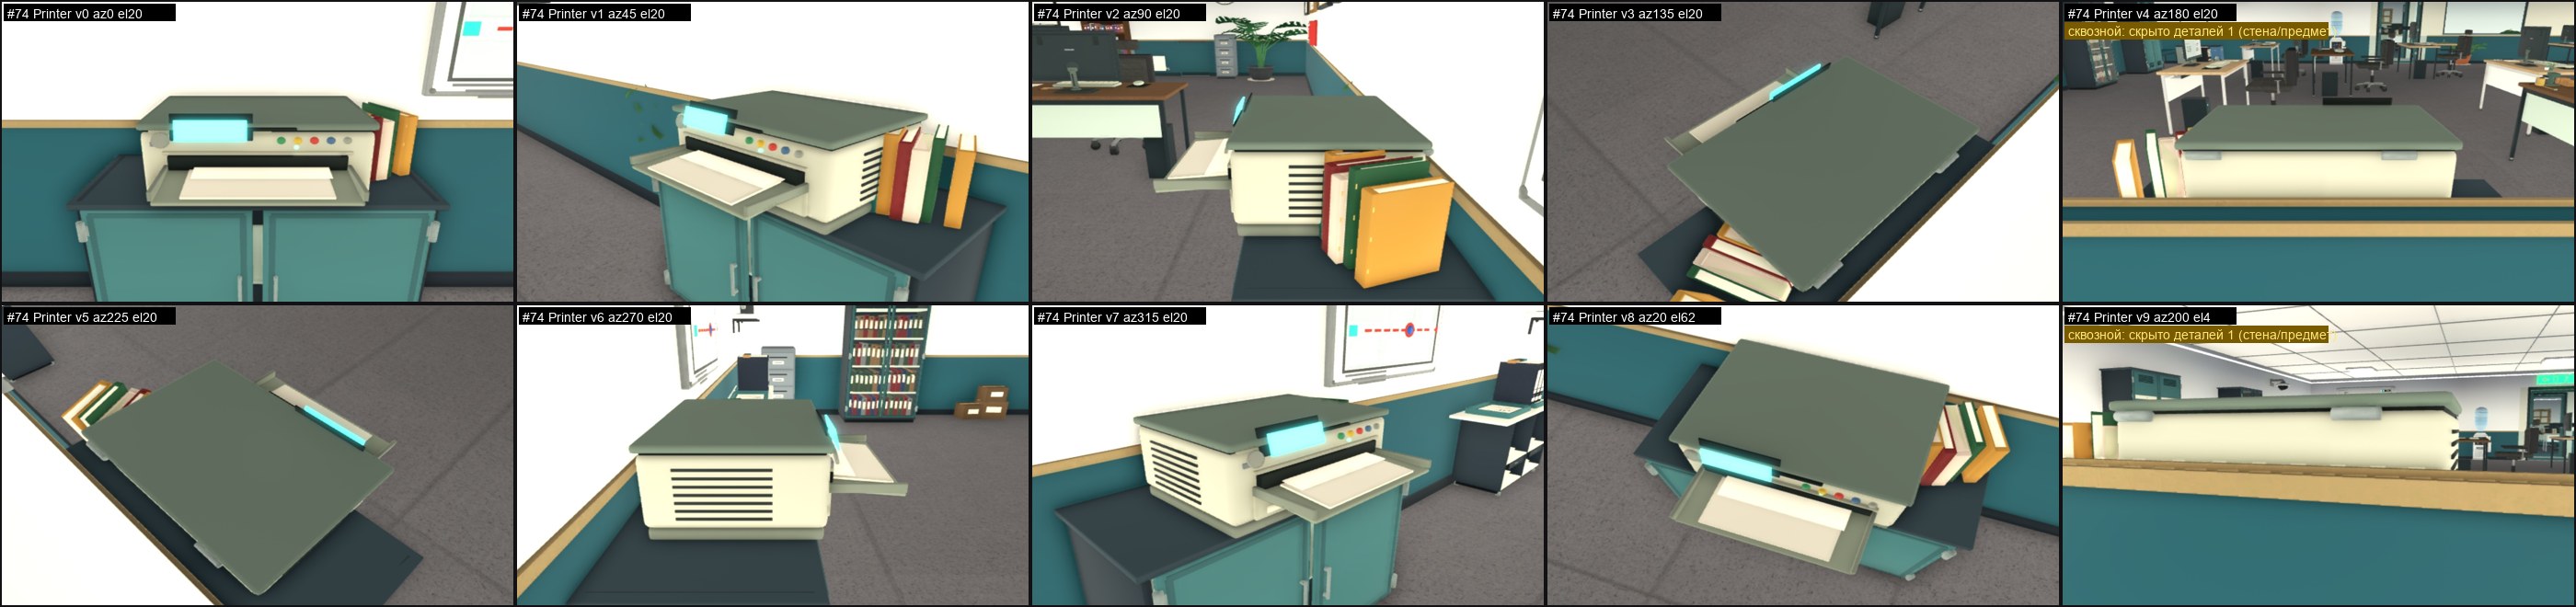 #74 Printer v0 az0 el20
#74 Printer v1 az45 el20
#74 Printer v2 az90 el20
#74 Printer v3 az135 el20
#74 Printer v4 az180 el20
сквозной: скрыто деталей 1 (стена/предме
#74 Printer v5 az225 el20
#74 Printer v6 az270 el20
#74 Printer v7 az315 el20
#74 Printer v8 az20 el62
#74 Printer v9 az200 el4
сквозной: скрыто деталей 1 (стена/предме